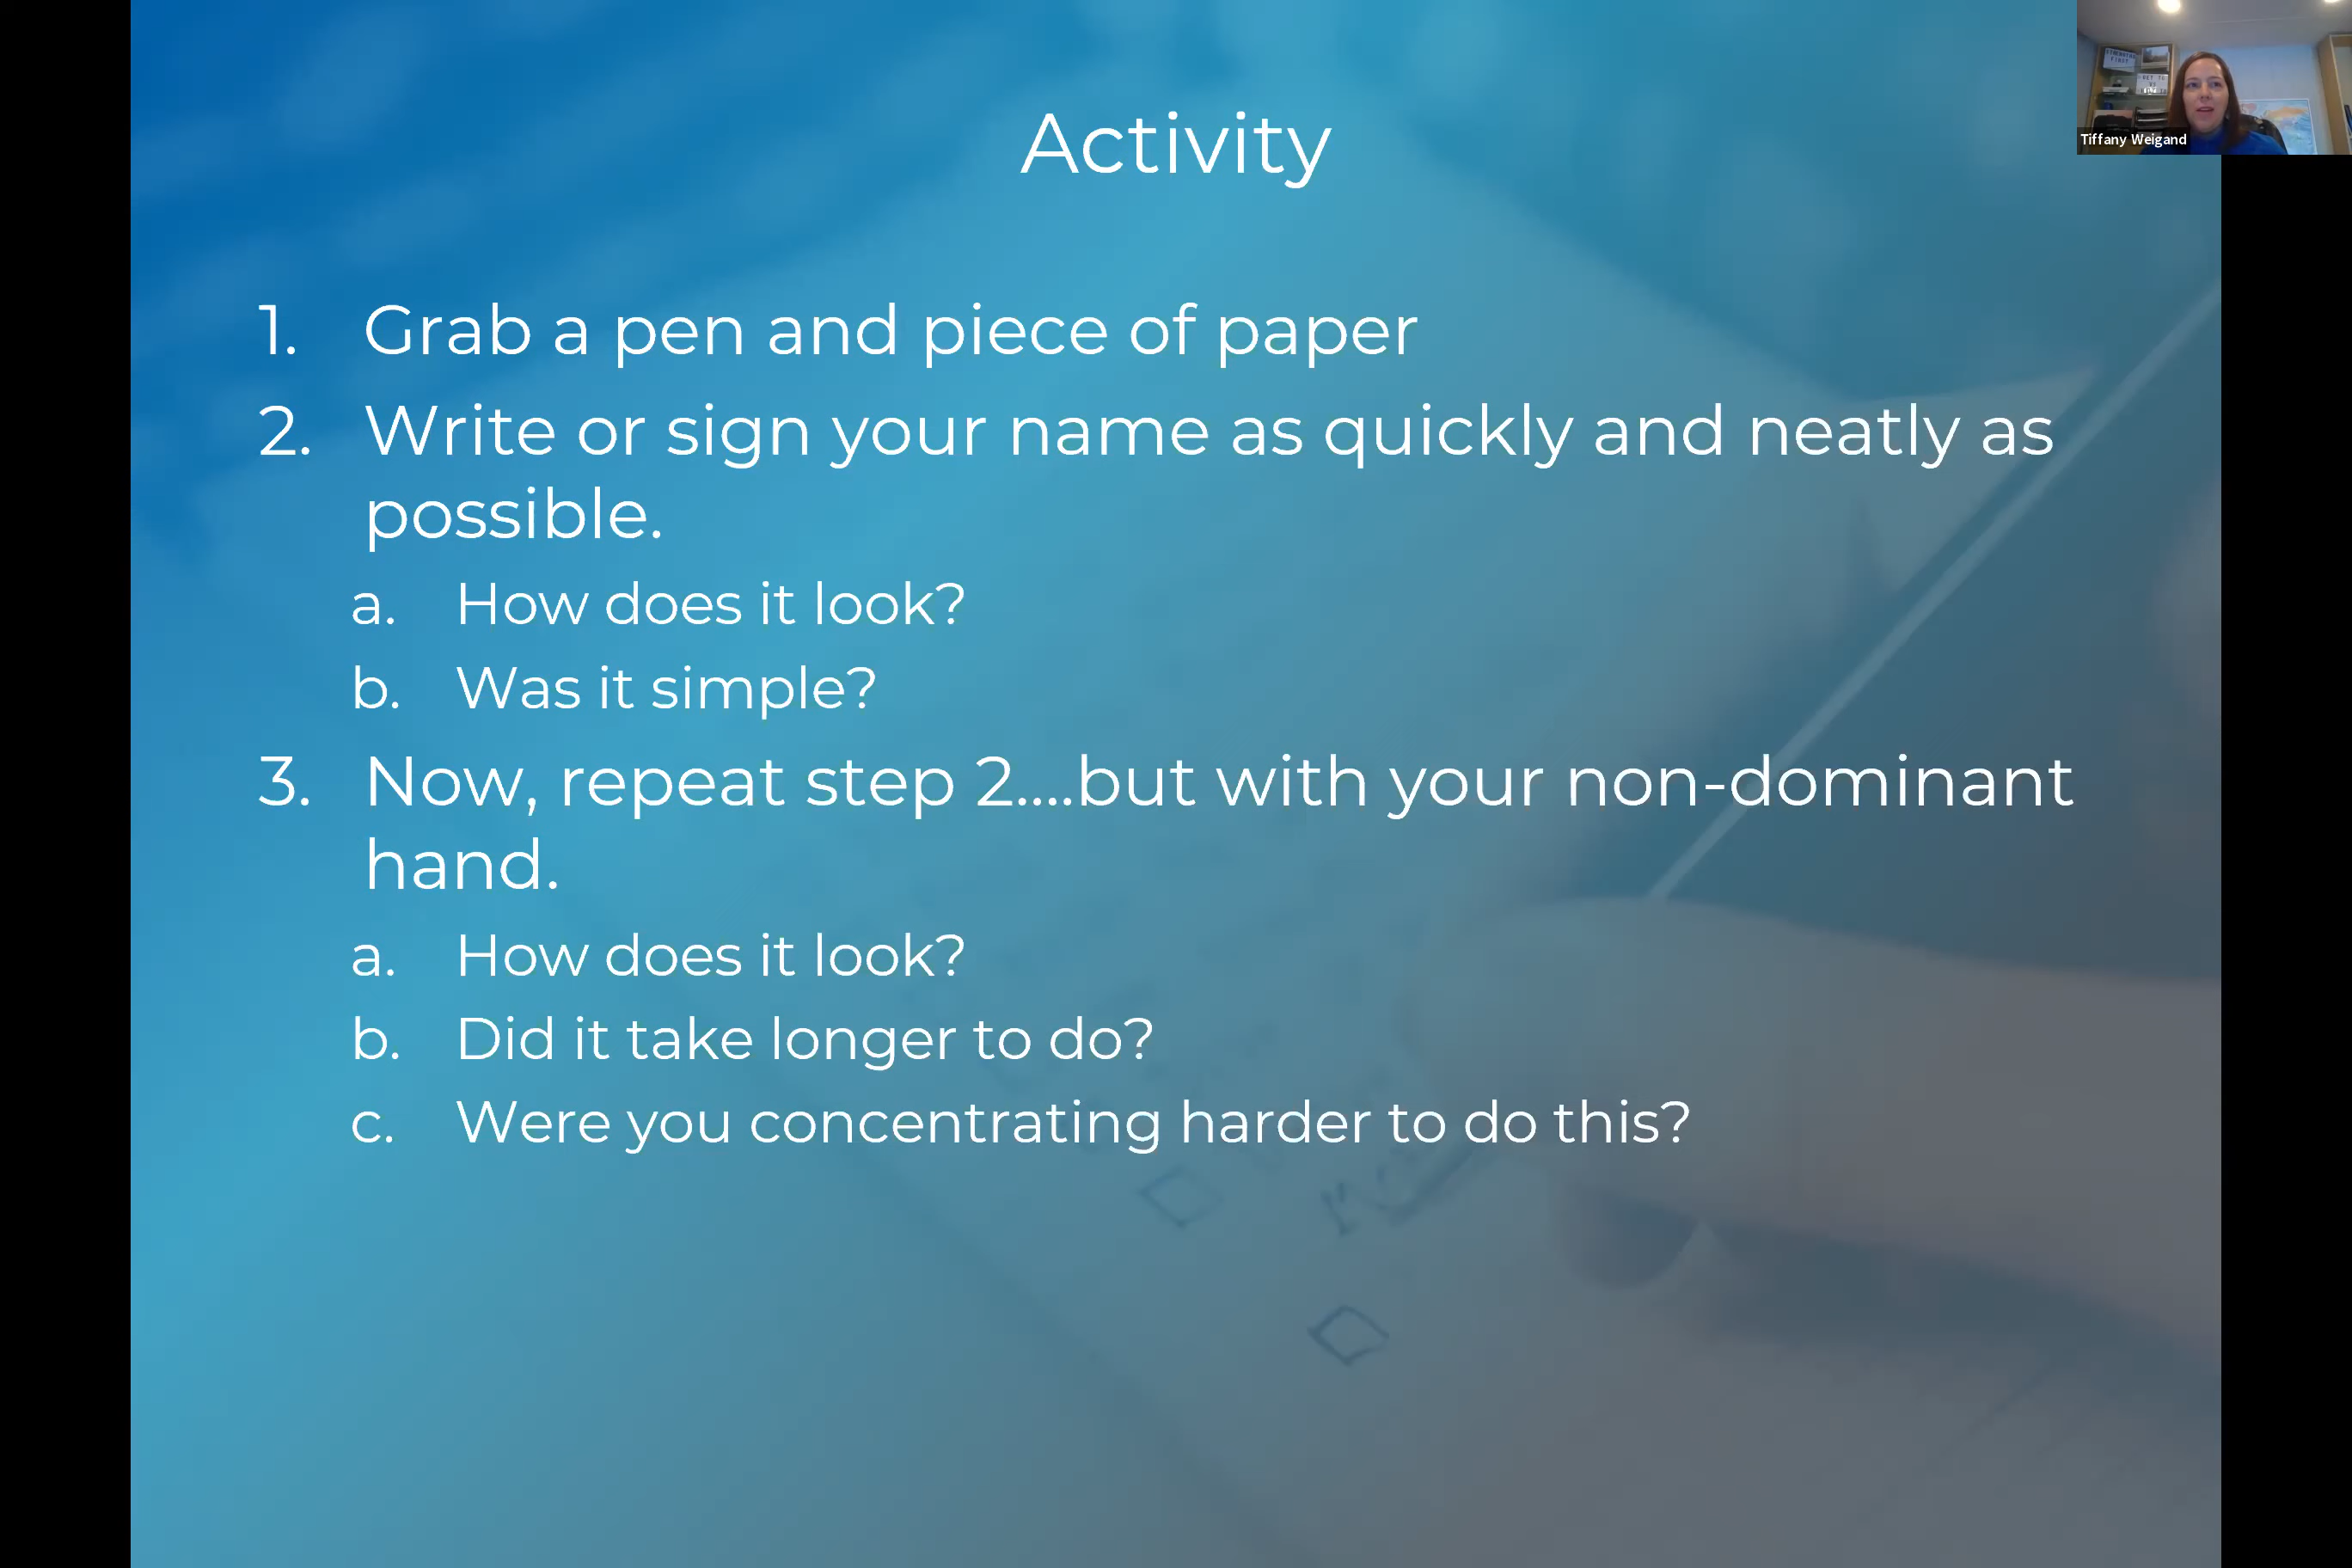 Activity
1. Grab a pen and piece of paper
2. Write or sign your name as quickly and neatly as
possible.
a. How does it look?
b. Was it simple?
3. Now, repeat step 2....but with your non-dominant
hand.
a. How does it look?
b. Did it take longer to do?
c. Were you concentrating harder to do this?
Tiffany Weigand